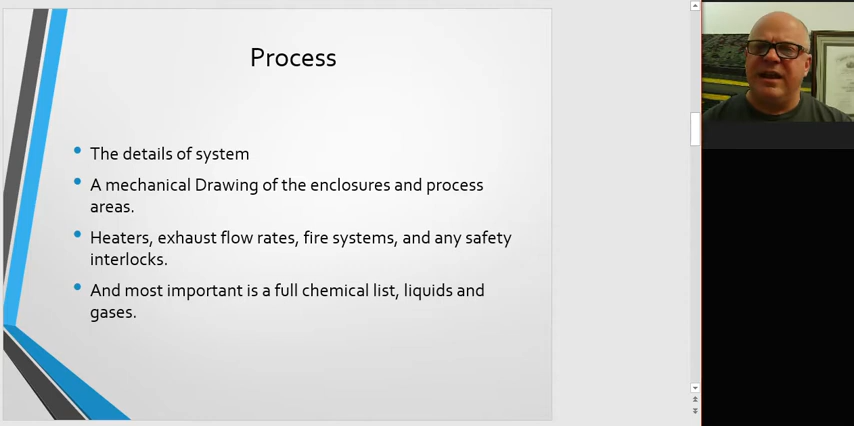 Process
The details of system
A mechanical Drawing of the enclosures and process
areas.
Heaters, exhaust flow rates, fire systems, and any safety
interlocks.
And most important is a full chemical list, liquids and
gases.